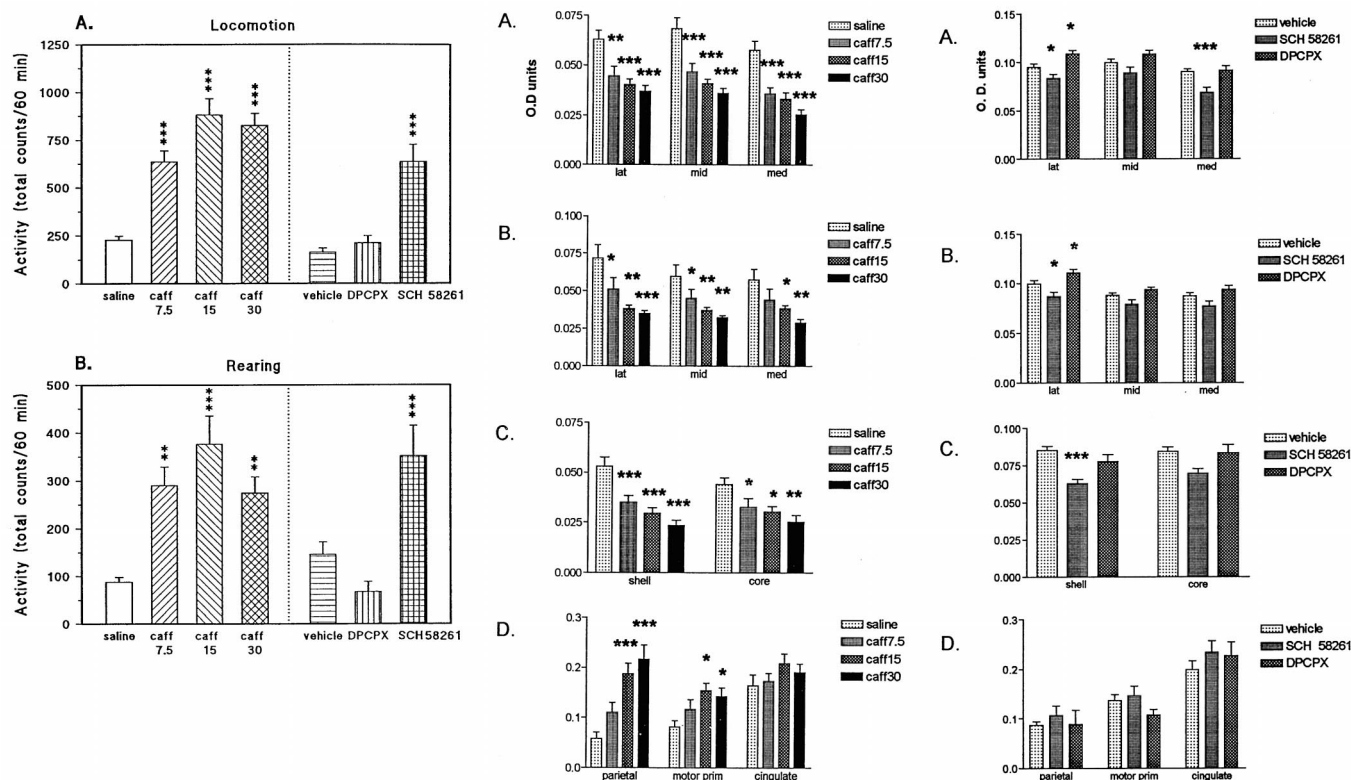 A.
Locomotion
Activity (total counts/60 min)
1250
1000
750
500
250
0
***
***
***
***
saline
caff 7.5
caff 15
caff 30
vehicle
DPCPX
SCH 58261
B.
Rearing
Activity (total counts/60 min)
500
400
300
200
100
0
**
***
**
***
saline
caff 7.5
caff 15
caff 30
vehicle
DPCPX
SCH 58261
A.
O.D units
0.075
0.050
0.025
0.000
** *** ***
*** *** ***
*** *** ***
lat
mid
med
saline
caff7.5
caff15
caff30
B.
0.100
0.075
0.050
0.025
0.000
* ** ***
* ** **
* **
lat
mid
med
saline
caff7.5
caff15
caff30
C.
0.075
0.050
0.025
0.000
*** *** ***
* * **
shell
core
saline
caff7.5
caff15
caff30
D.
0.3
0.2
0.1
0.0
*** ***
* *
parietal
motor prim
cingulate
saline
caff7.5
caff15
caff30
A.
O. D. units
0.15
0.10
0.05
0.00
* *
***
lat
mid
med
vehicle
SCH 58261
DPCPX
B.
0.15
0.10
0.05
0.00
* *
lat
mid
med
vehicle
SCH 58261
DPCPX
C.
0.100
0.075
0.050
0.025
0.000
***
shell
core
vehicle
SCH 58261
DPCPX
D.
0.3
0.2
0.1
0.0
parietal
motor prim
cingulate
vehicle
SCH 58261
DPCPX